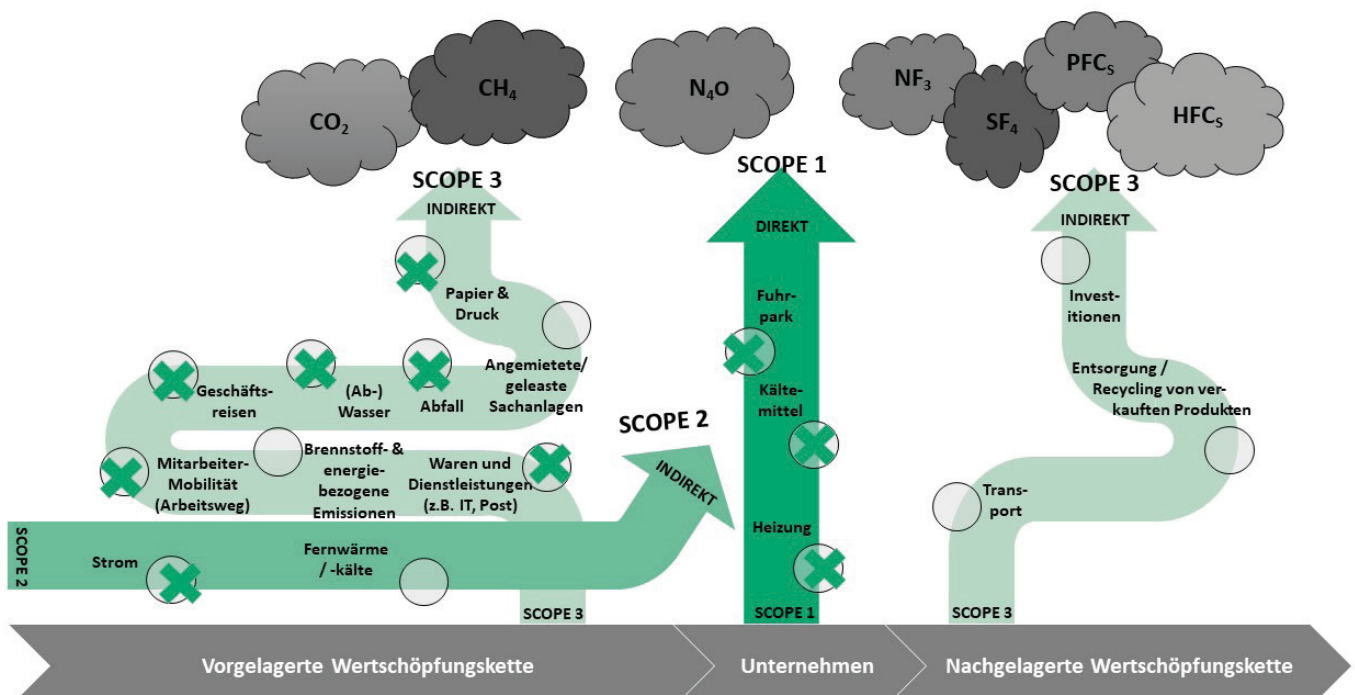 CO₂
CH₄
N₄O
NF₃
SF₄
PFCₛ
HFCₛ
SCOPE 3
INDIREKT
Papier &
Druck
Angemietete/
geleaste
Sachanlagen
Abfall
(Ab-)
Wasser
Geschäfts-
reisen
Mitarbeiter-
Mobilität
(Arbeitsweg)
Brennstoff- &
energie-
bezogene
Emissionen
Waren und
Dienstleistungen
(z.B. IT, Post)
SCOPE 3
SCOPE 2
Strom
Fernwärme
/ -kälte
INDIREKT
SCOPE 2
SCOPE 1
DIREKT
Fuhr-
park
Kälte-
mittel
Heizung
SCOPE 1
SCOPE 3
INDIREKT
Invest-
itionen
Entsorgung /
Recycling von ver-
kauften Produkten
Trans-
port
SCOPE 3
Vorgelagerte Wertschöpfungskette
Unternehmen
Nachgelagerte Wertschöpfungskette